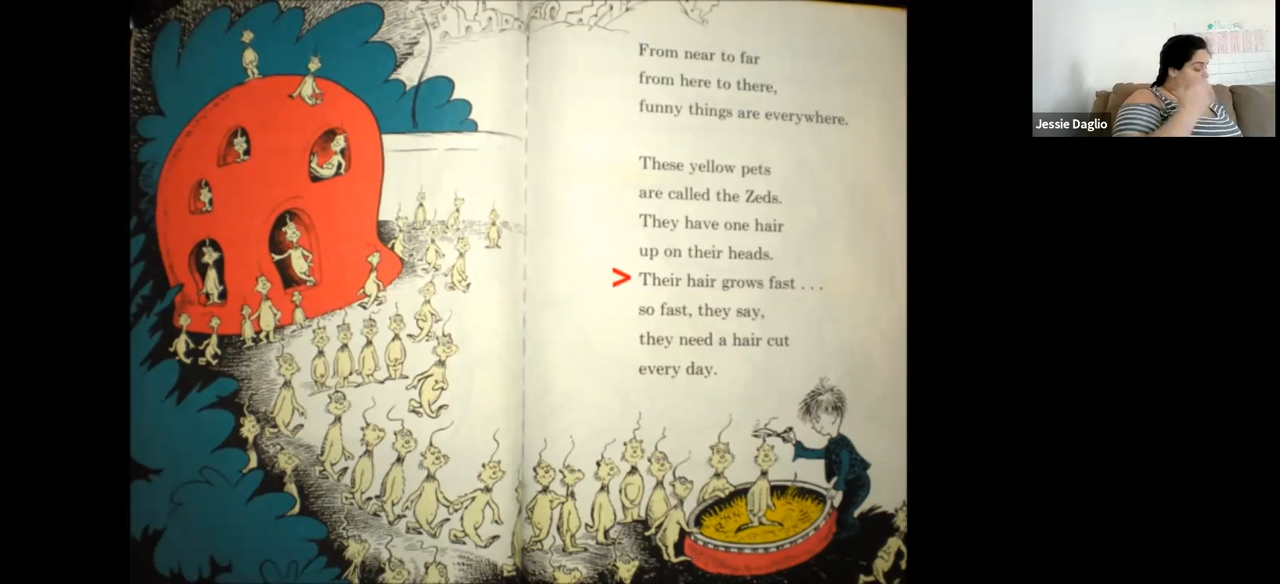 From near to far
from here to there,
funny things are everywhere.
These yellow pets
are called the Zeds.
They have one hair
up on their heads.
> Their hair grows fast . . .
so fast, they say,
they need a hair cut
every day.
Jessie Daglio